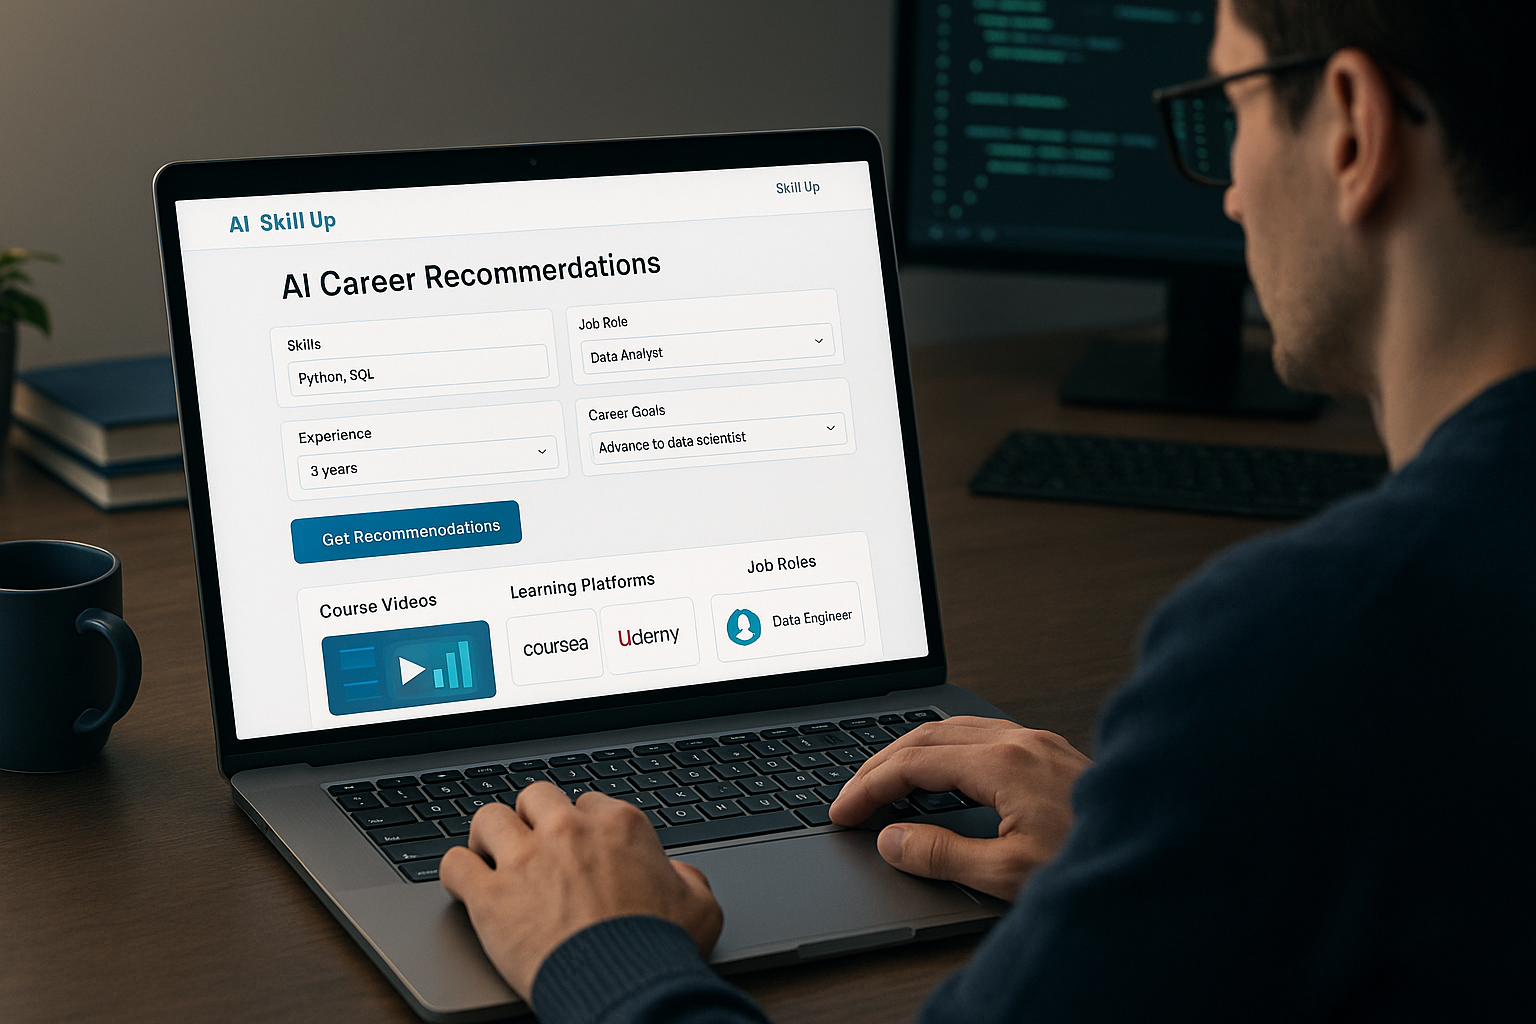 AI Skill Up
Skill Up
AI Career Recommerdations
Skills
Python, SQL
Job Role
Data Analyst
Experience
3 years
Career Goals
Advance to data scientist
Get Recommenodations
Course Videos
Learning Platforms
Job Roles
coursea
Uderny
Data Engineer